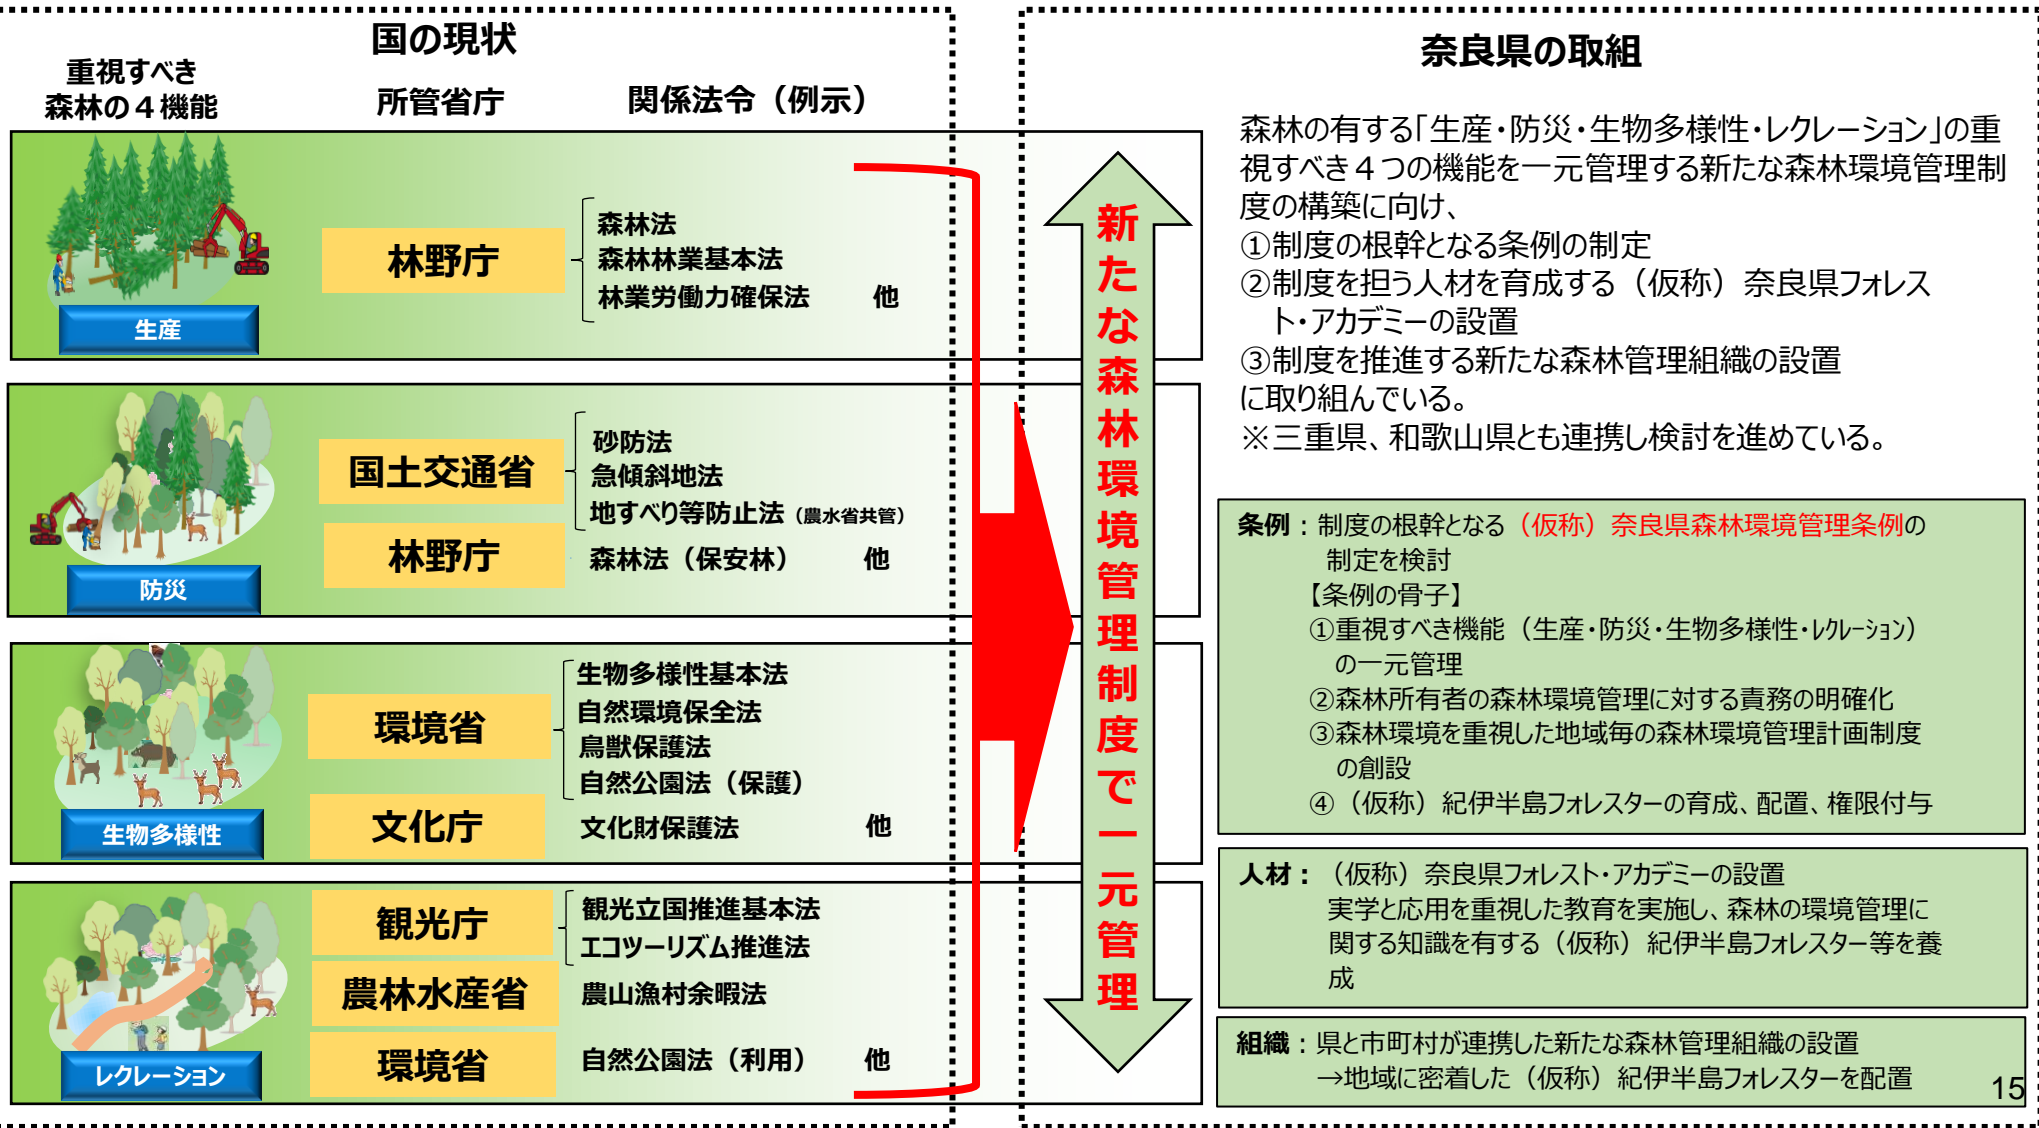 国の現状
重視すべき
森林の４機能
所管省庁
関係法令（例示）
生産
林野庁
森林法
森林林業基本法
林業労働力確保法　他
防災
国土交通省
砂防法
急傾斜地法
地すべり等防止法（農水省共管）
林野庁
森林法（保安林）　他
生物多様性
環境省
生物多様性基本法
自然環境保全法
鳥獣保護法
自然公園法（保護）
文化庁
文化財保護法　他
レクレーション
観光庁
観光立国推進基本法
エコツーリズム推進法
農林水産省
農山漁村余暇法
環境省
自然公園法（利用）　他
新たな森林環境管理制度で一元管理
奈良県の取組
森林の有する「生産・防災・生物多様性・レクレーション」の重
視すべき４つの機能を一元管理する新たな森林環境管理制
度の構築に向け、
①制度の根幹となる条例の制定
②制度を担う人材を育成する（仮称）奈良県フォレス
ト・アカデミーの設置
③制度を推進する新たな森林管理組織の設置
に取り組んでいる。
※三重県、和歌山県とも連携し検討を進めている。
条例：制度の根幹となる（仮称）奈良県森林環境管理条例の
制定を検討
【条例の骨子】
①重視すべき機能（生産・防災・生物多様性・レクレーション）
の一元管理
②森林所有者の森林環境管理に対する責務の明確化
③森林環境を重視した地域毎の森林環境管理計画制度
の創設
④（仮称）紀伊半島フォレスターの育成、配置、権限付与
人材：（仮称）奈良県フォレスト・アカデミーの設置
実学と応用を重視した教育を実施し、森林の環境管理に
関する知識を有する（仮称）紀伊半島フォレスター等を養
成
組織：県と市町村が連携した新たな森林管理組織の設置
→地域に密着した（仮称）紀伊半島フォレスターを配置
15